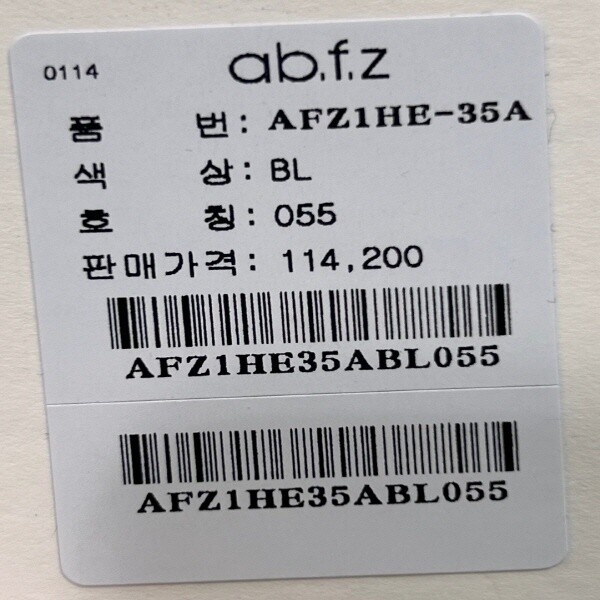 0114 ab.f.z
품 번: AFZ1HE-35A
색 상: BL
호 칭: 055
판매가격: 114,200
AFZ1HE35ABL055
AFZ1HE35ABL055